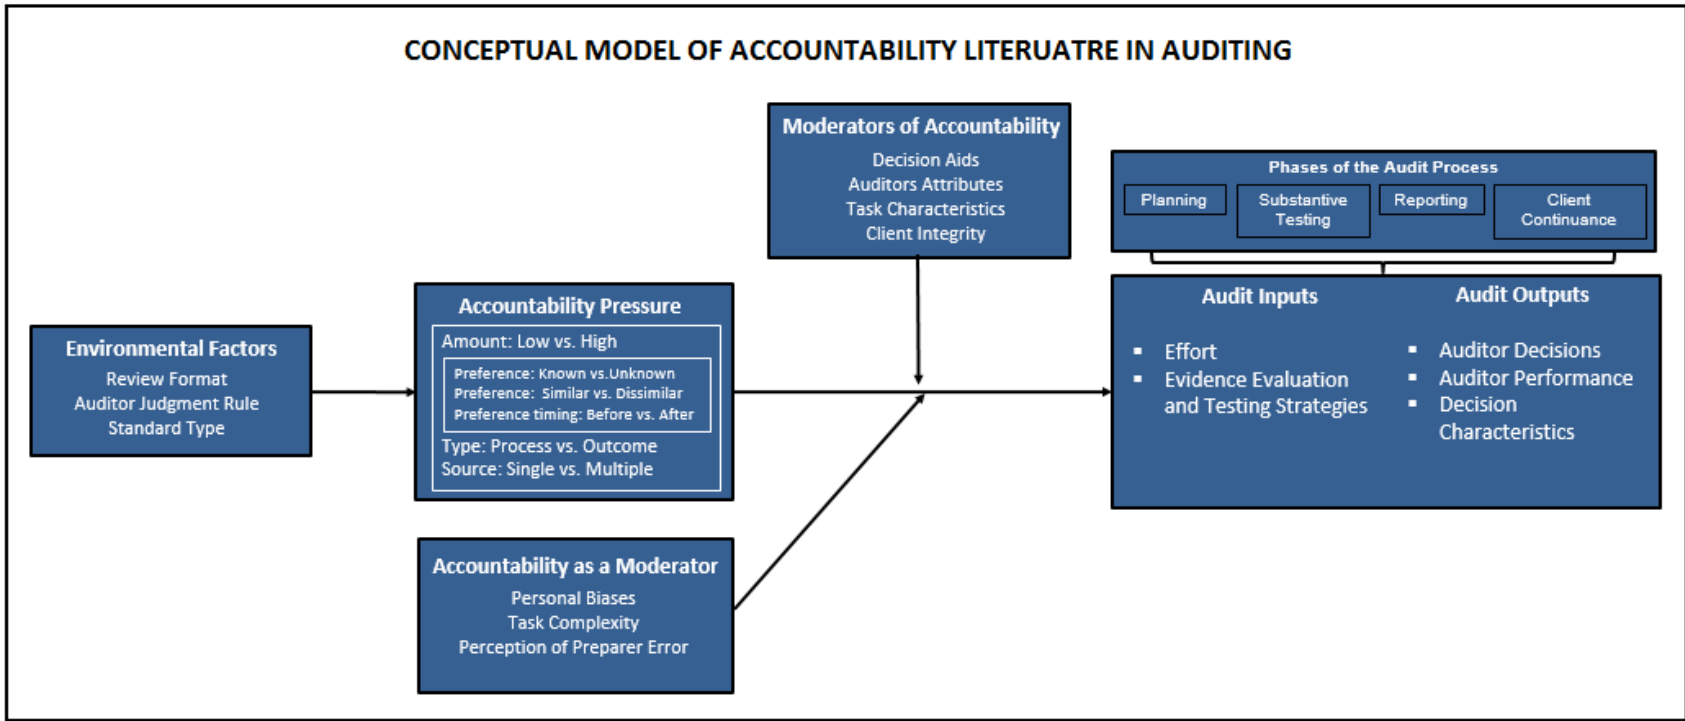 CONCEPTUAL MODEL OF ACCOUNTABILITY LITERUATRE IN AUDITING
Environmental Factors
Review Format
Auditor Judgment Rule
Standard Type
Accountability Pressure
Amount: Low vs. High
Preference: Known vs.Unknown
Preference: Similar vs. Dissimilar
Preference timing: Before vs. After
Type: Process vs. Outcome
Source: Single vs. Multiple
Accountability as a Moderator
Personal Biases
Task Complexity
Perception of Preparer Error
Moderators of Accountability
Decision Aids
Auditors Attributes
Task Characteristics
Client Integrity
Phases of the Audit Process
Planning
Substantive
Testing
Reporting
Client
Continuance
Audit Inputs
▪ Effort
▪ Evidence Evaluation
and Testing Strategies
Audit Outputs
▪ Auditor Decisions
▪ Auditor Performance
▪ Decision
Characteristics